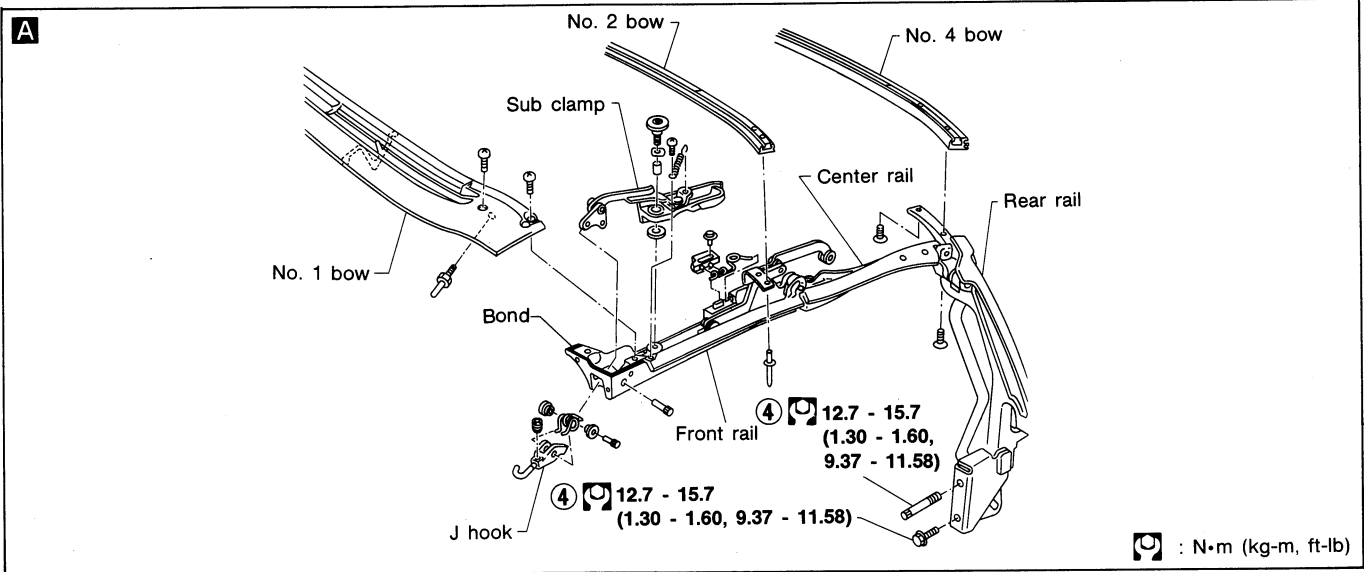 A
No. 2 bow
No. 4 bow
Sub clamp
Center rail
Rear rail
No. 1 bow
Bond
Front rail
④ 12.7 - 15.7
(1.30 - 1.60,
9.37 - 11.58)
④ 12.7 - 15.7
(1.30 - 1.60, 9.37 - 11.58)
J hook
: N•m (kg-m, ft-lb)